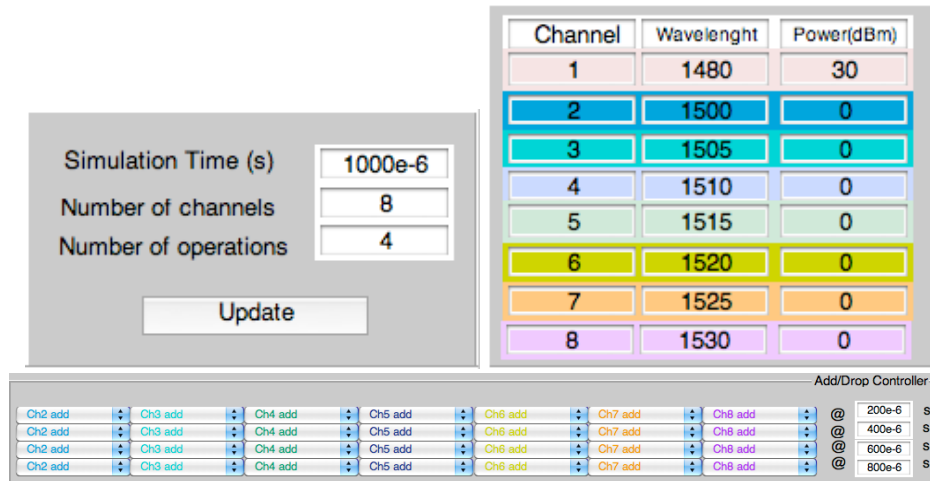 Simulation Time (s) 1000e-6
Number of channels 8
Number of operations 4
Update
Channel Wavelenght Power(dBm)
1 1480 30
2 1500 0
3 1505 0
4 1510 0
5 1515 0
6 1520 0
7 1525 0
8 1530 0
Add/Drop Controller
Ch2 add Ch3 add Ch4 add Ch5 add Ch6 add Ch7 add Ch8 add @ 200e-6 s
Ch2 add Ch3 add Ch4 add Ch5 add Ch6 add Ch7 add Ch8 add @ 400e-6 s
Ch2 add Ch3 add Ch4 add Ch5 add Ch6 add Ch7 add Ch8 add @ 600e-6 s
Ch2 add Ch3 add Ch4 add Ch5 add Ch6 add Ch7 add Ch8 add @ 800e-6 s